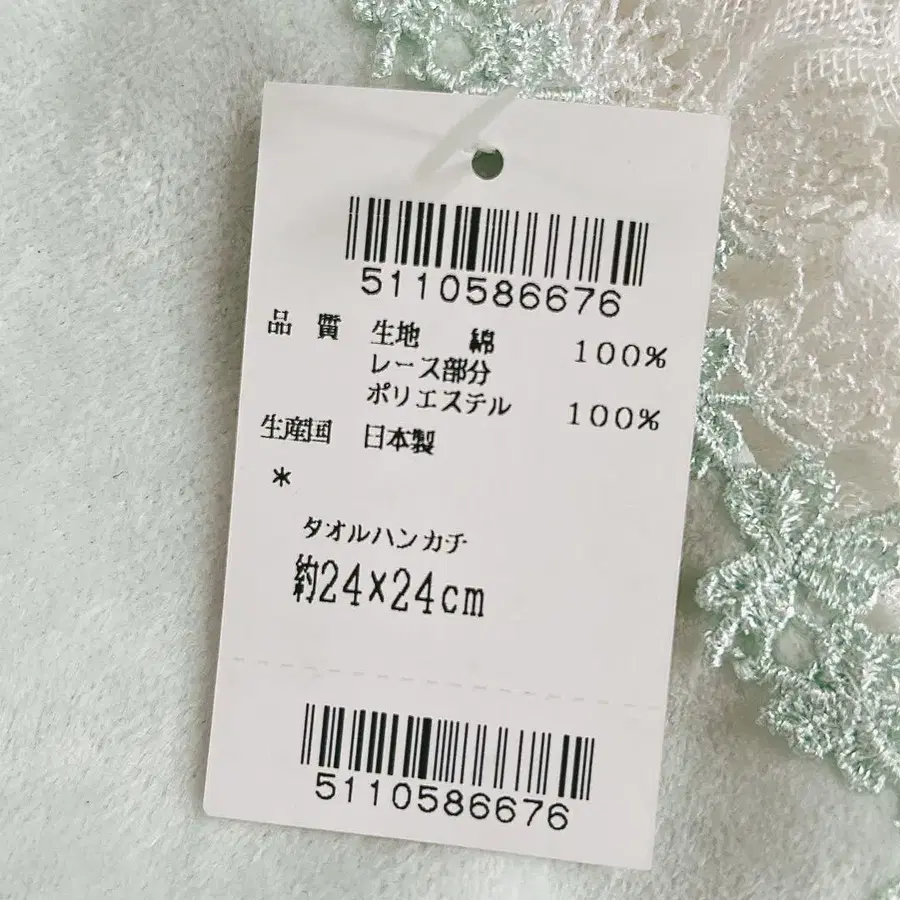 5110586676
品質 生地 綿 100%
レース部分
ポリエステル 100%
生産国 日本製
*
タオルハンカチ
約24×24cm
5110586676